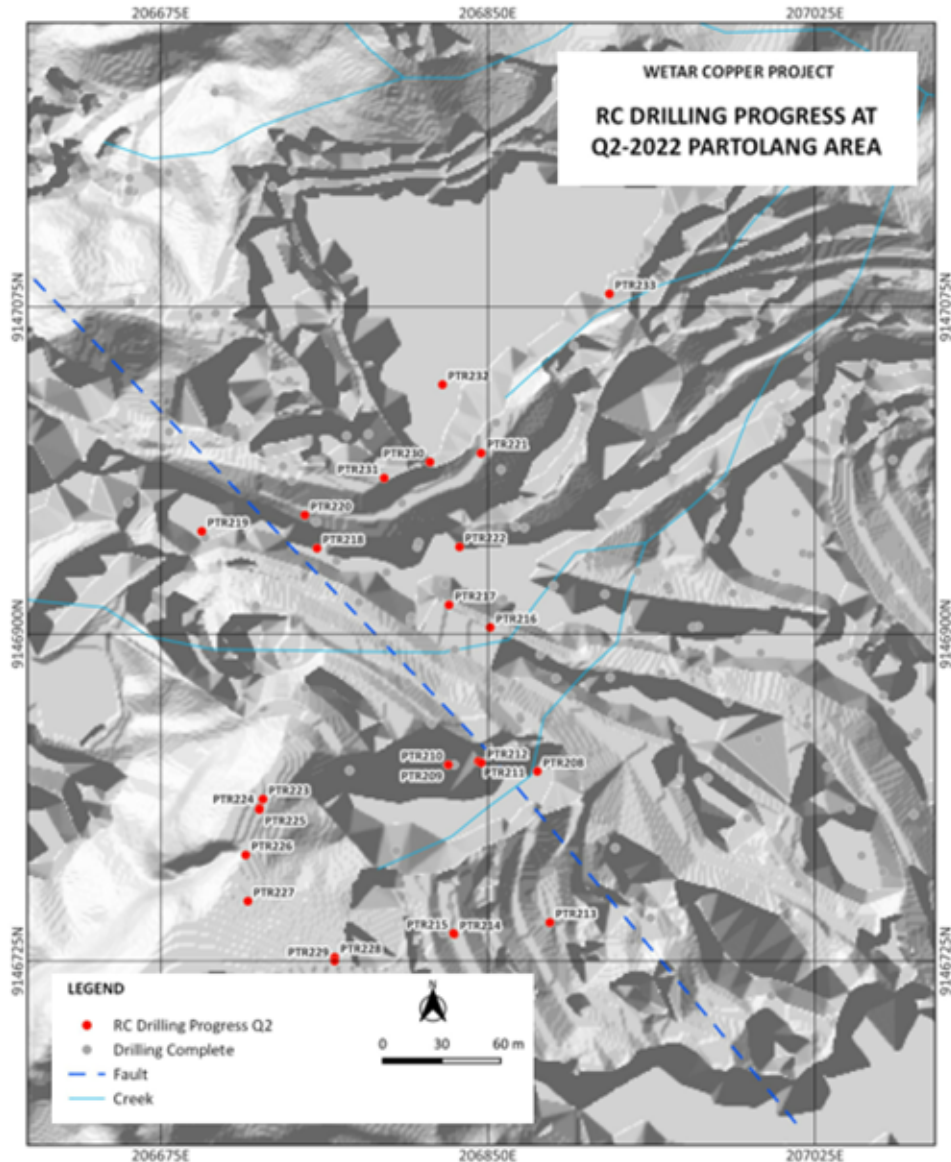 206675E 206850E 207025E
WETAR COPPER PROJECT
RC DRILLING PROGRESS AT
Q2-2022 PARTOLANG AREA
PTR233
9147075N 9147075N
PTR232
PTR221
PTR230
PTR231
PTR220
PTR219
PTR218
PTR222
PTR217
PTR216
9146900N 9146900N
PTR212
PTR210
PTR209
PTR211
PTR208
PTR223
PTR224
PTR225
PTR226
PTR227
PTR213
PTR215
PTR214
PTR228
PTR229
9146725N 9146725N
LEGEND
RC Drilling Progress Q2
Drilling Complete
Fault
Creek
N
0 30 60 m
206675E 206850E 207025E